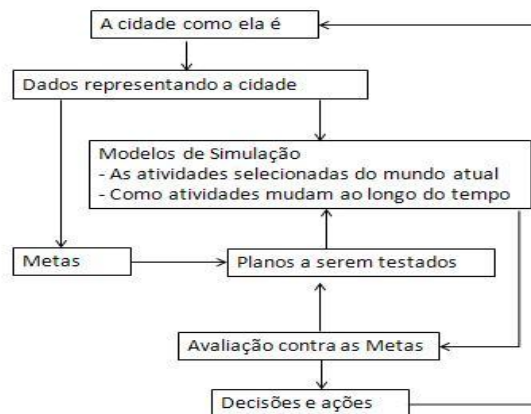 A cidade como ela é
Dados representando a cidade
Modelos de Simulação
- As atividades selecionadas do mundo atual
- Como atividades mudam ao longo do tempo
Metas
Planos a serem testados
Avaliação contra as Metas
Decisões e ações